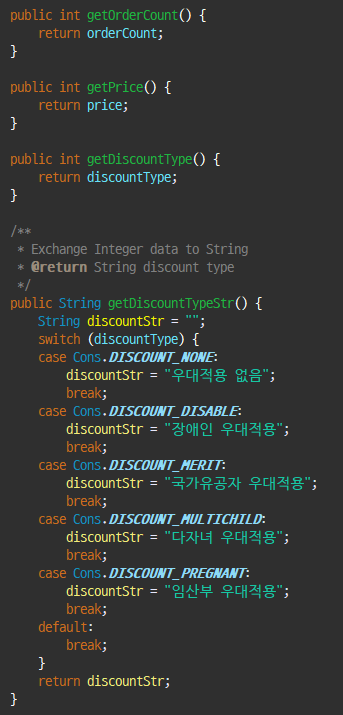 public int getOrderCount() {
    return orderCount;
}

public int getPrice() {
    return price;
}

public int getDiscountType() {
    return discountType;
}

/**
 * Exchange Integer data to String
 * @return String discount type
 */
public String getDiscountTypeStr() {
    String discountStr = "";
    switch (discountType) {
    case Cons.DISCOUNT_NONE:
        discountStr = "우대적용 없음";
        break;
    case Cons.DISCOUNT_DISABLE:
        discountStr = "장애인 우대적용";
        break;
    case Cons.DISCOUNT_MERIT:
        discountStr = "국가유공자 우대적용";
        break;
    case Cons.DISCOUNT_MULTICHILD:
        discountStr = "다자녀 우대적용";
        break;
    case Cons.DISCOUNT_PREGNANT:
        discountStr = "임산부 우대적용";
        break;
    default:
        break;
    }
    return discountStr;
}